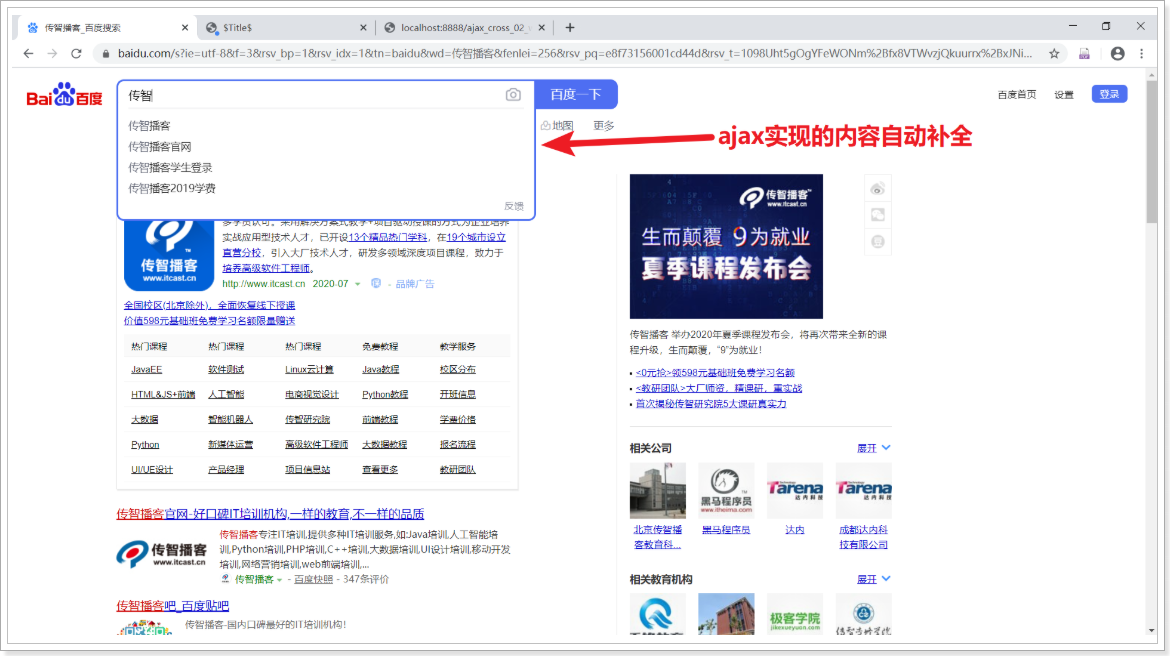 传智播客_百度搜索
$Title$
localhost:8888/ajax_cross_02_
baidu.com/s?ie=utf-8&f=3&rsv_bp=1&rsv_idx=1&tn=baidu&wd=传智播客&fenlei=256&rsv_pq=e8f73156001cd44d&rsv_t=1098Uht5gOgYFeWONm%2Bfx8VTWvzjQkuurrx%2BxJNi...
Bai du 百度
传智
百度一下
百度首页 设置 登录
传智播客
传智播客官网
传智播客学生登录
传智播客2019学费
反馈
地图 更多
ajax实现的内容自动补全
多学员认可。采用解决方案式教学+项目驱动授课的方式为企业培养
实战应用型技术人才，已开设13个精品热门学科，在19个城市设立
直营分校，引入大厂技术人才，研发多领域深度项目课程，致力于
培养高级软件工程师。
http://www.itcast.cn 2020-07 - 品牌广告
传智播客
www.itcast.cn
全国校区(北京除外)，全面恢复线下授课
价值598元基础班免费学习名额限量赠送
热门课程 热门课程 热门课程 免费教程 教学服务
JavaEE 软件测试 Linux云计算 Java教程 校区分布
HTML&JS+前端 人工智能 电商视觉设计 Python教程 开班信息
大数据 智能机器人 传智研究院 前端教程 学费价格
Python 新媒体运营 高级软件工程师 大数据教程 报名流程
UI/UE设计 产品经理 项目信息站 查看更多 教研团队
传智播客官网-好口碑IT培训机构,一样的教育,不一样的品质
传智播客专注IT培训,提供多种IT培训服务,如:Java培训,人工智能培
训,Python培训,PHP培训,C++培训,大数据培训,UI设计培训,移动开发
培训,网络营销培训,web前端培训,...
传智播客 - 百度快照 - 347条评价
传智播客
www.itcast.cn
传智播客吧_百度贴吧
传智播客-国内口碑最好的IT培训机构!
传智播客
www.itcast.cn
生而颠覆 9为就业
夏季课程发布会
传智播客 举办2020年夏季课程发布会，将再次带来全新的课
程升级，生而颠覆，“9”为就业!
<0元抢>领598元基础班免费学习名额
<教研团队>大厂师资，精课研，重实战
首次揭秘传智研究院5大课研真实力
相关公司 展开
黑马程序员
www.itheima.com
Tarena
达内科技
Tarena
达内科技
北京传智播 黑马程序员 达内 成都达内科
客教育科... 技有限公司
相关教育机构 展开
极客学院
jikexueyuan.com